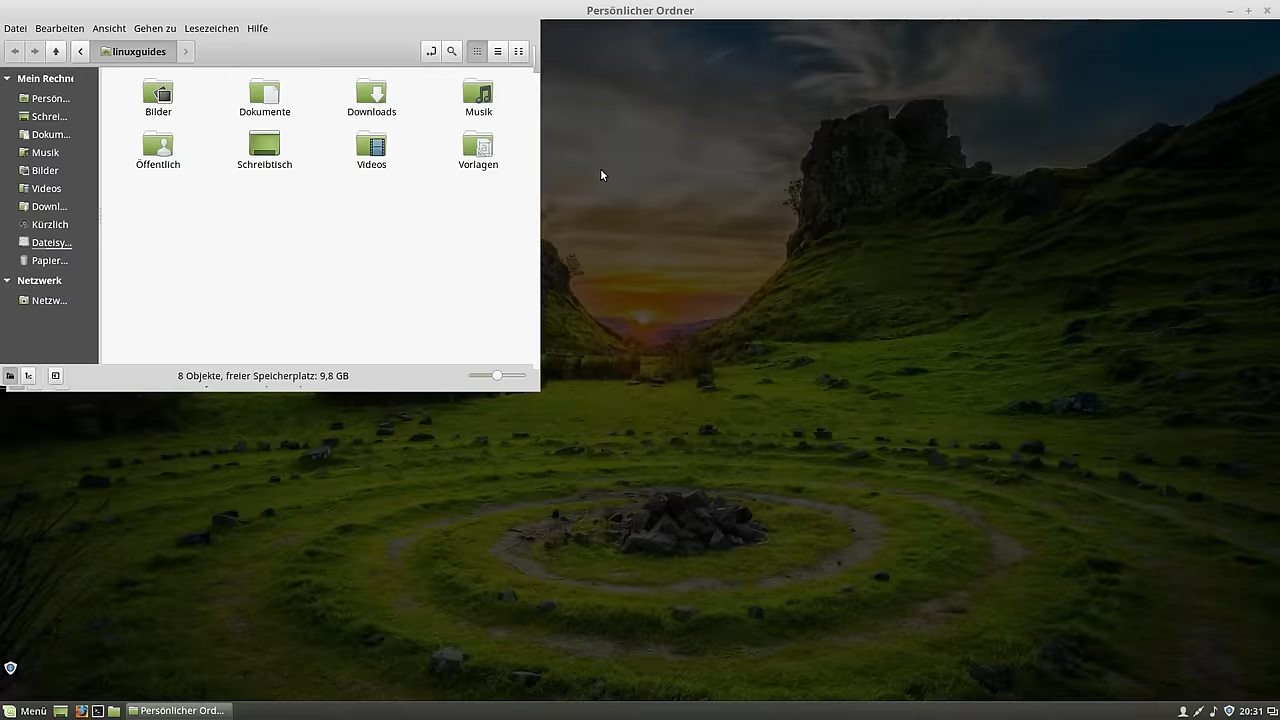 Persönlicher Ordner
Datei Bearbeiten Ansicht Gehen zu Lesezeichen Hilfe
linuxguides
Mein Rechne
Persön...
Schrei...
Dokum...
Musik
Bilder
Videos
Downl...
Kürzlich
Dateisy...
Papier...
Netzwerk
Netzw...
Bilder Dokumente Downloads Musik
Öffentlich Schreibtisch Videos Vorlagen
8 Objekte, freier Speicherplatz: 9,8 GB
Menü Persönlicher Ord... 20:31